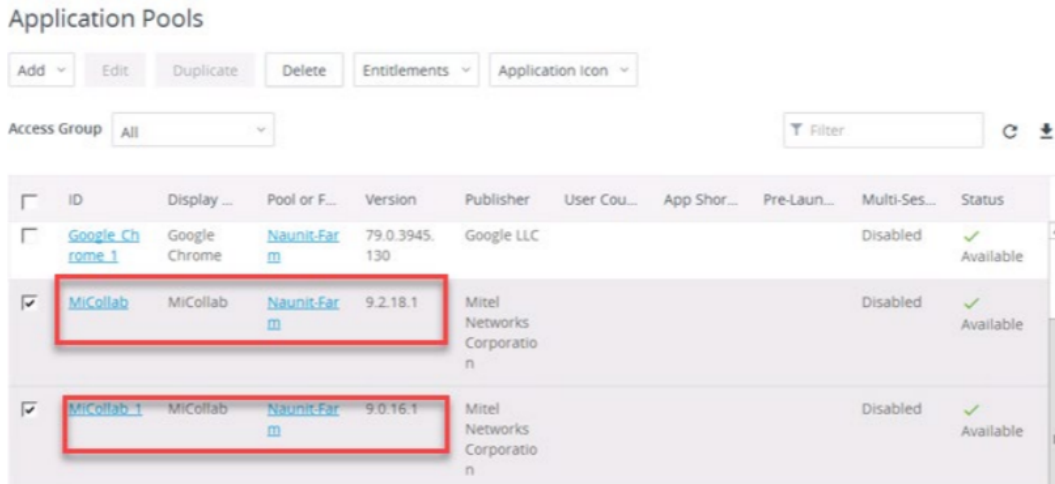 Application Pools
Add Edit Duplicate Delete Entitlements Application Icon
Access Group All Filter
ID Display ... Pool or F... Version Publisher User Cou... App Shor... Pre-Laun... Multi-Ses... Status
Google_Ch Google Naunit-Far 79.0.3945. Google LLC Disabled
rome_1 Chrome m 130 Available
MiCollab MiCollab Naunit-Far 9.2.18.1 Mitel Disabled
m Networks Available
Corporatio
n
MiCollab_1 MiCollab Naunit-Far 9.0.16.1 Mitel Disabled
m Networks Available
Corporatio
n